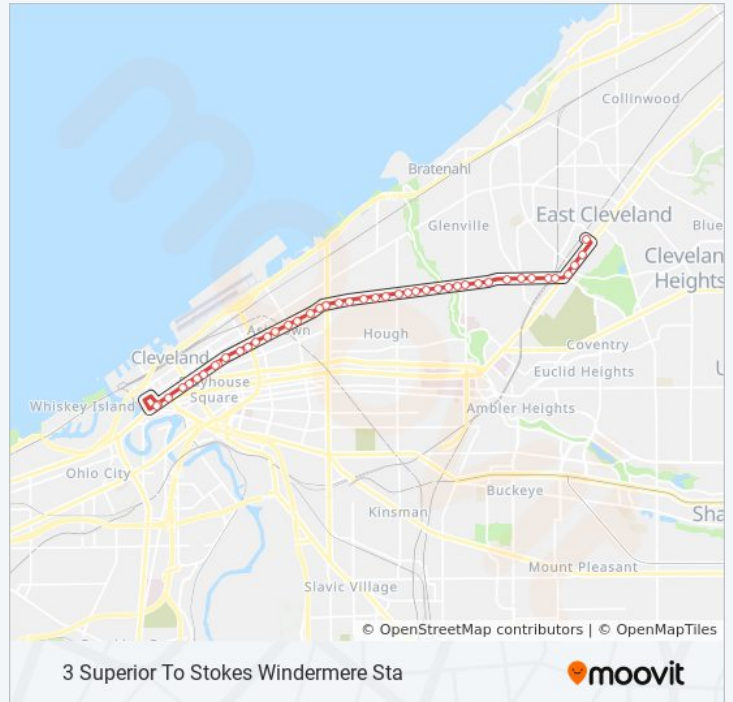 Collinwood
Bratenahl
Glenville
East Cleveland
Blue
Clevelan
Heights
Hough
Cleveland
Coventry
Euclid Heights
U
yhouse
Square
Whiskey Island
Ambler Heights
Ohio City
Buckeye
Kinsman
Sha
Mount Pleasant
Slavic Village
© OpenStreetMap contributors | © OpenMapTiles
3 Superior To Stokes Windermere Sta
moovit